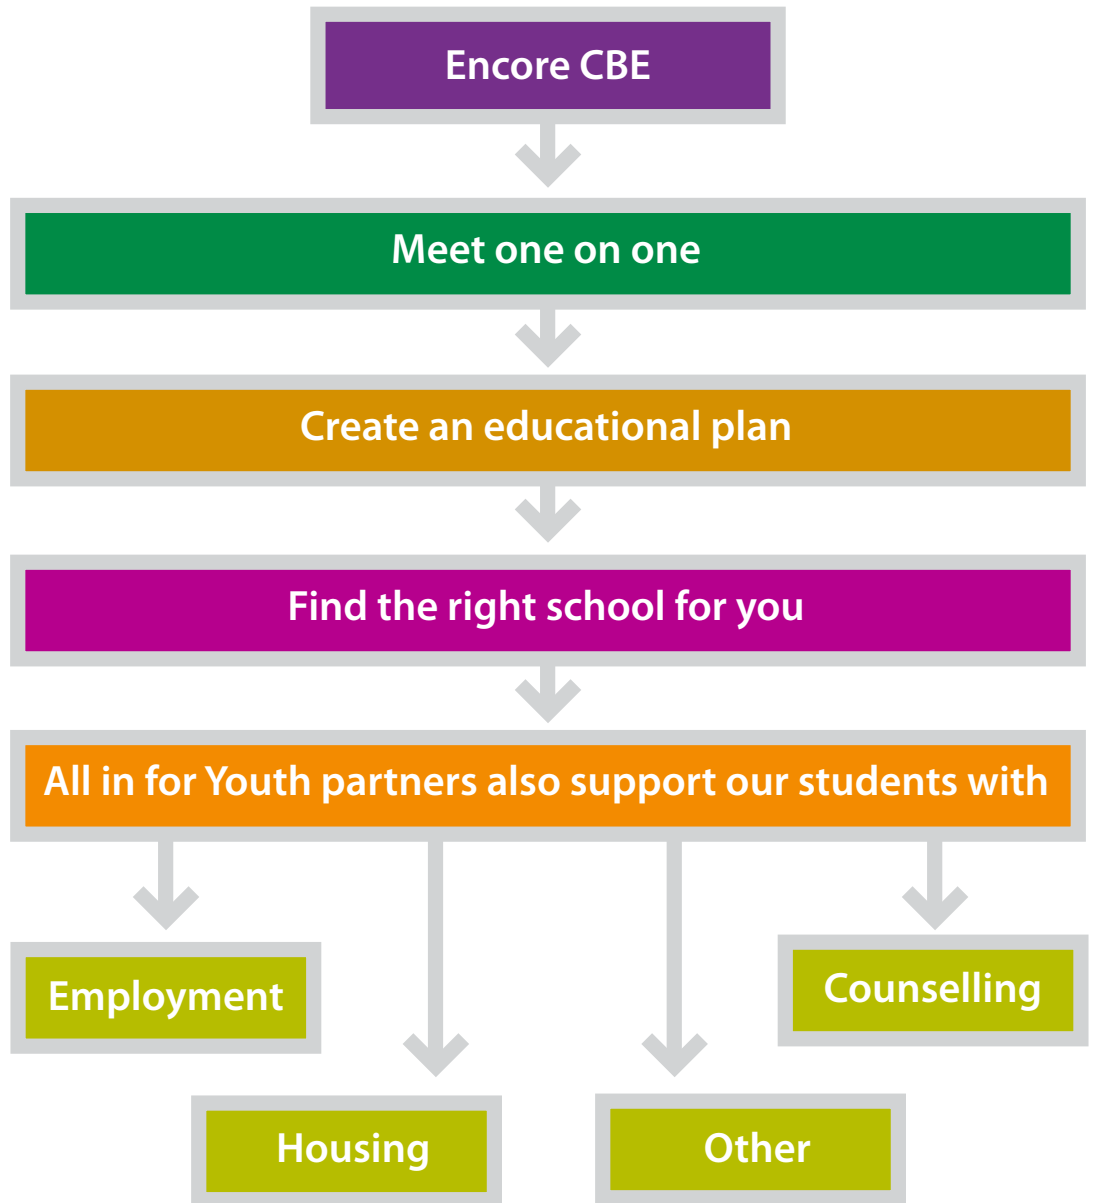 Encore CBE
Meet one on one
Create an educational plan
Find the right school for you
All in for Youth partners also support our students with
Employment
Counselling
Housing
Other